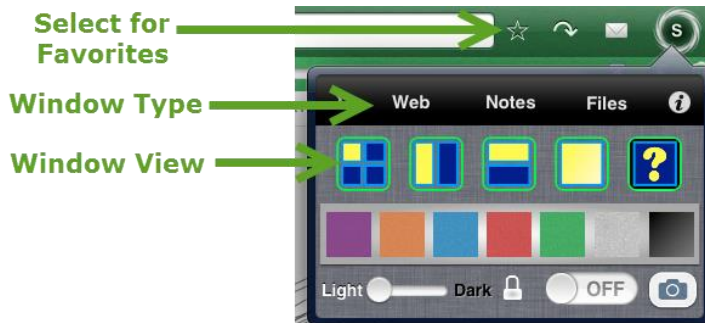 Select for
Favorites
S
Window Type
Web Notes Files i
Window View
?
Light Dark OFF